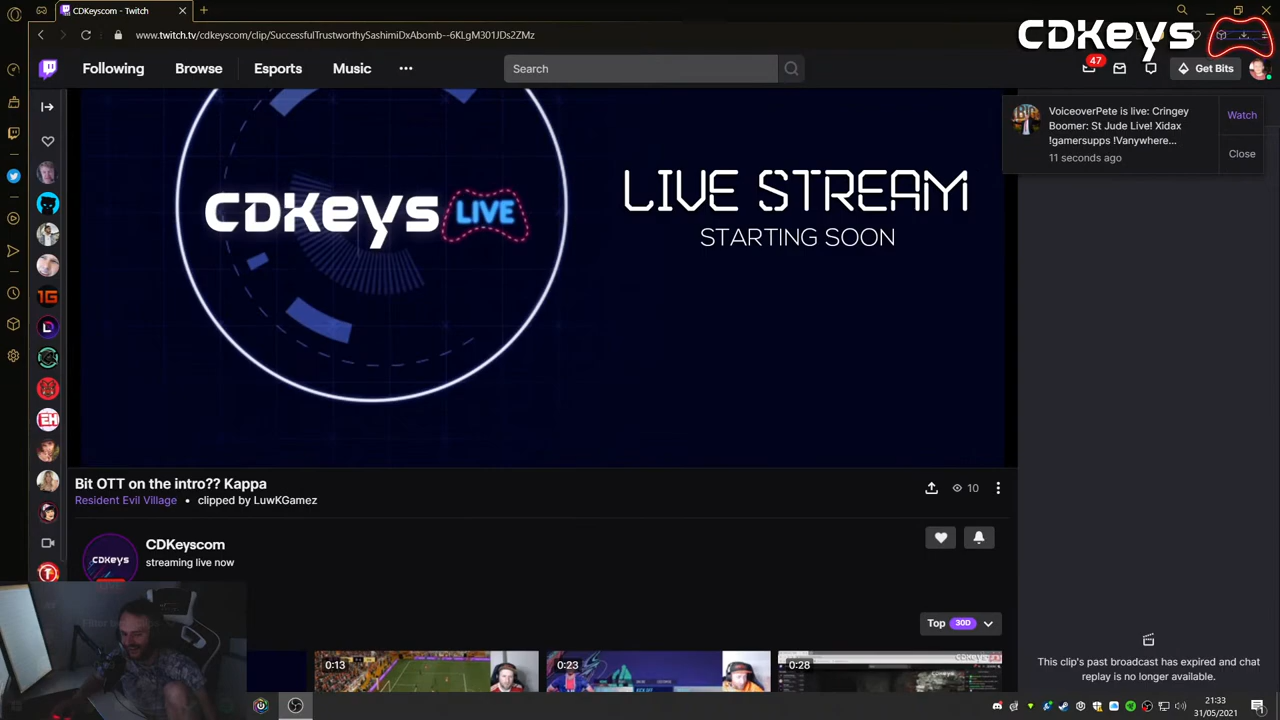 CDKeyscom - Twitch
www.twitch.tv/cdkeyscom/clip/SuccessfulTrustworthySashimiDxAbomb--6KLgM301JDs2ZMz
CDKeys
Following
Browse
Esports
Music
Search
47
Get Bits
VoiceoverPete is live: Cringey
Boomer: St Jude Live! Xidax
!gamersupps !Vanywhere...
11 seconds ago
Watch
Close
CDKeys LIVE
LIVE STREAM
STARTING SOON
1G
EH
Bit OTT on the intro?? Kappa
Resident Evil Village • clipped by LuwKGamez
10
CDKeys
CDKeyscom
streaming live now
Top 30D
0:13
0:23
0:28
This clip's past broadcast has expired and chat
replay is no longer available.
21:33
31/05/2021